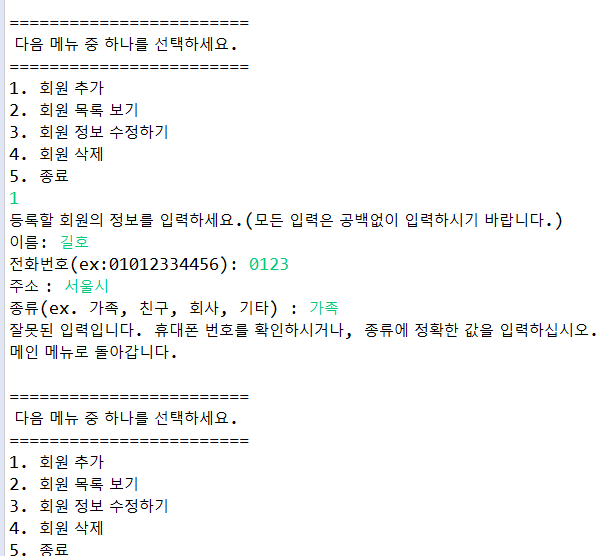 ========================
다음 메뉴 중 하나를 선택하세요.
========================
1. 회원 추가
2. 회원 목록 보기
3. 회원 정보 수정하기
4. 회원 삭제
5. 종료
1
등록할 회원의 정보를 입력하세요.(모든 입력은 공백없이 입력하시기 바랍니다.)
이름: 길호
전화번호(ex:01012334456): 0123
주소 : 서울시
종류(ex. 가족, 친구, 회사, 기타) : 가족
잘못된 입력입니다. 휴대폰 번호를 확인하시거나, 종류에 정확한 값을 입력하십시오.
메인 메뉴로 돌아갑니다.
========================
다음 메뉴 중 하나를 선택하세요.
========================
1. 회원 추가
2. 회원 목록 보기
3. 회원 정보 수정하기
4. 회원 삭제
5. 종료